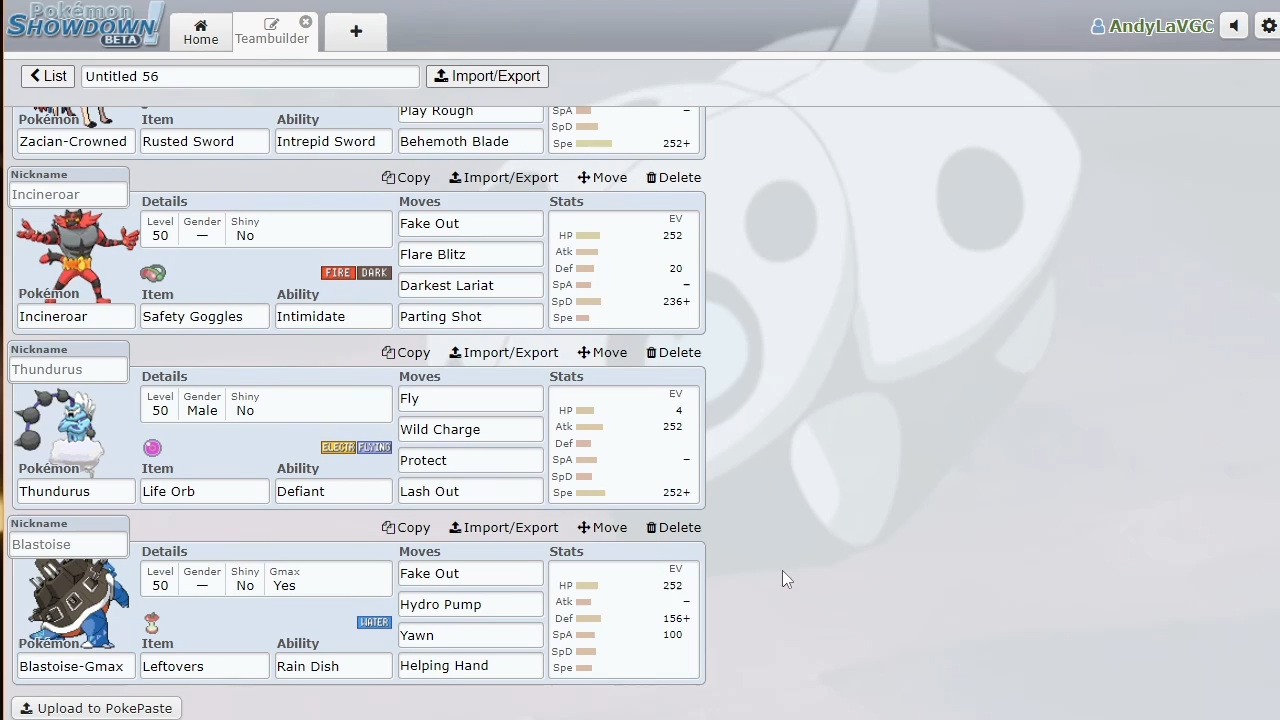 Pokémon
SHOWDOWN!
BETA
Home
Teambuilder
+
AndyLaVGC
List
Untitled 56
Import/Export
Pokémon Item Ability Play Rough SpA –
SpD
Zacian-Crowned Rusted Sword Intrepid Sword Behemoth Blade Spe 252+
Nickname
Incineroar
Copy Import/Export Move Delete
Details Moves Stats
Level Gender Shiny
50 — No
EV
Fake Out HP 252
Flare Blitz Atk
Darkest Lariat Def 20
FIRE DARK SpA –
Pokémon Item Ability SpD 236+
Incineroar Safety Goggles Intimidate Parting Shot Spe
Nickname
Thundurus
Copy Import/Export Move Delete
Details Moves Stats
Level Gender Shiny
50 Male No
EV
Fly HP 4
Wild Charge Atk 252
Protect Def
ELECTR FLYING SpA –
Pokémon Item Ability SpD
Thundurus Life Orb Defiant Lash Out Spe 252+
Nickname
Blastoise
Copy Import/Export Move Delete
Details Moves Stats
Level Gender Shiny Gmax
50 — No Yes
EV
Fake Out HP 252
Hydro Pump Atk –
Yawn Def 156+
WATER SpA 100
Pokémon Item Ability SpD
Blastoise-Gmax Leftovers Rain Dish Helping Hand Spe
Upload to PokePaste